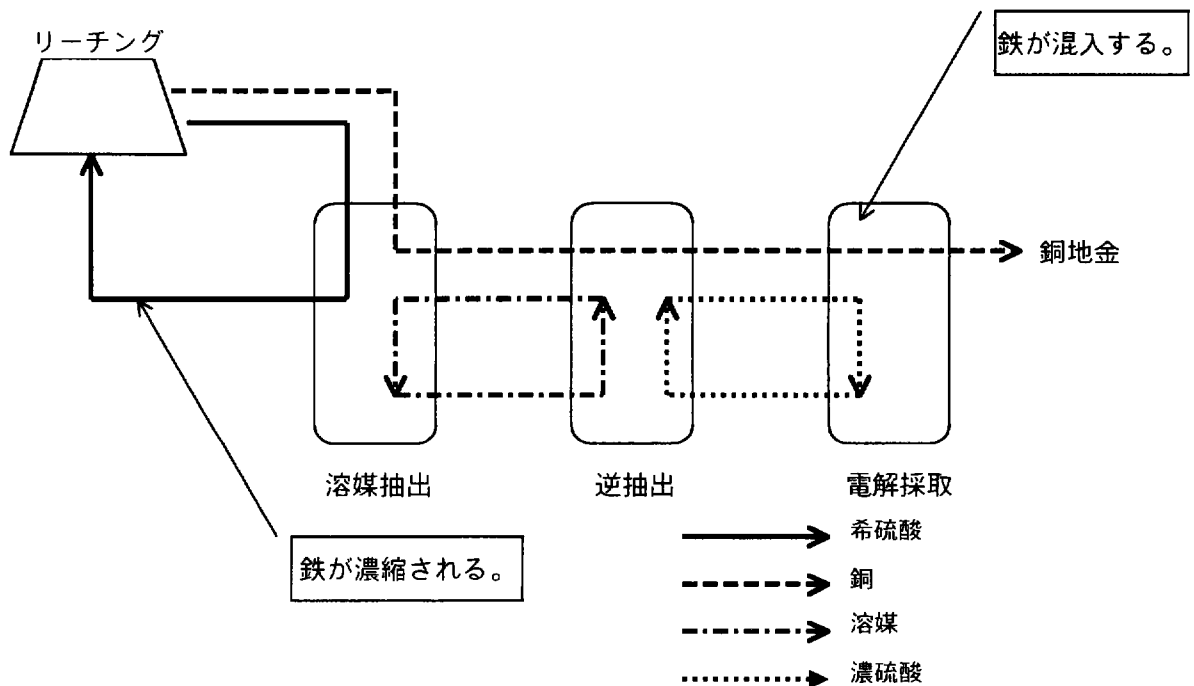 リーチング
鉄が混入する。
銅地金
溶媒抽出
逆抽出
電解採取
鉄が濃縮される。
希硫酸
銅
溶媒
濃硫酸